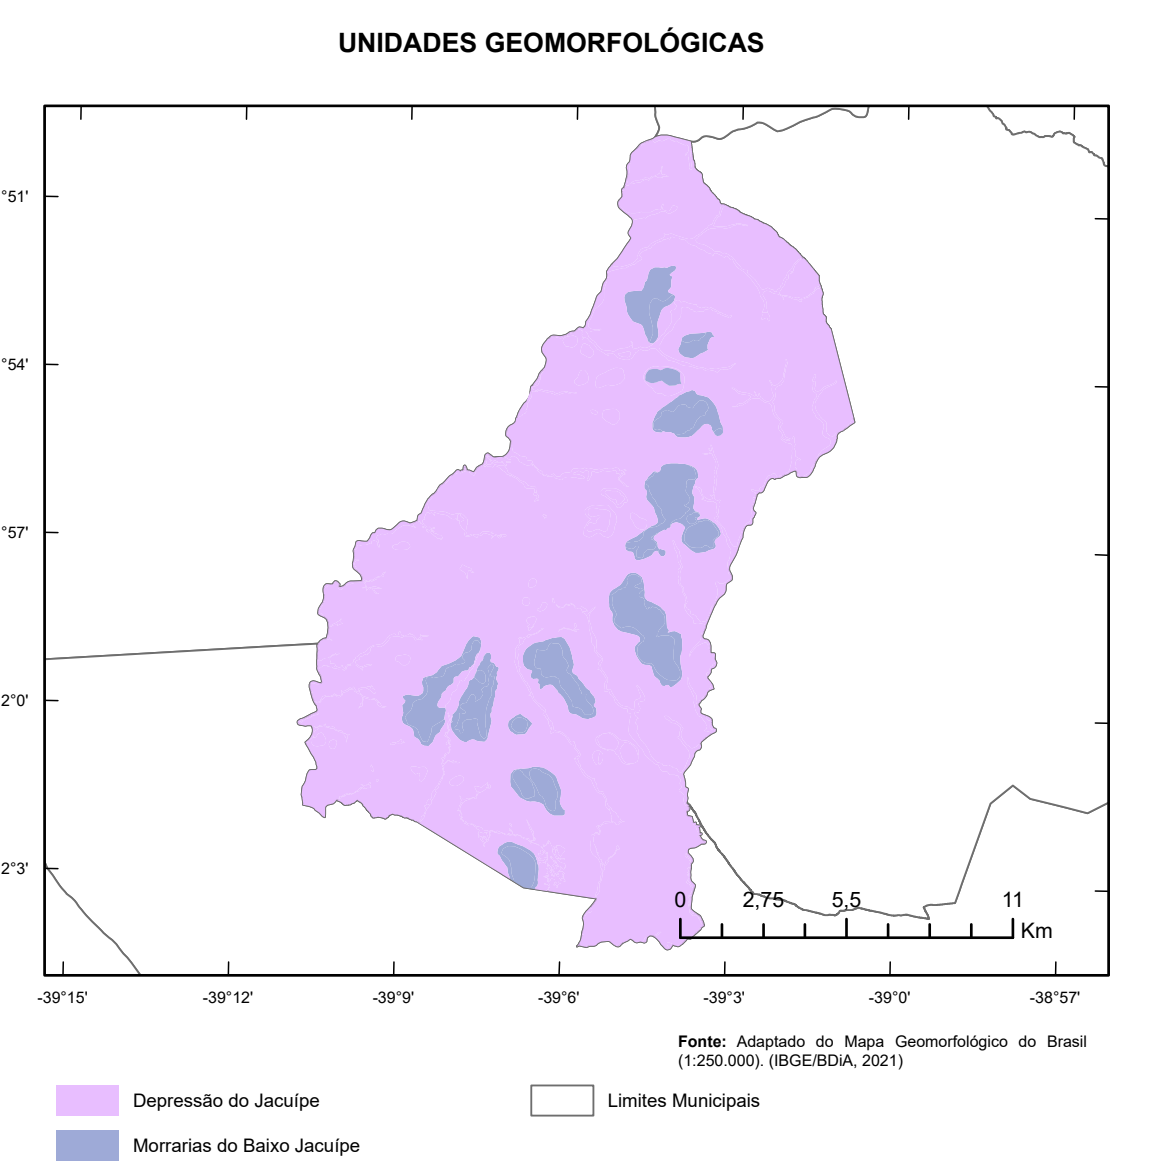 UNIDADES GEOMORFOLÓGICAS
°51'
°54'
°57'
2°0'
2°3'
0 2,75 5,5 11
Km
-39°15' -39°12' -39°9' -39°6' -39°3' -39°0' -38°57'
Fonte: Adaptado do Mapa Geomorfológico do Brasil
(1:250.000). (IBGE/BDiA, 2021)
Depressão do Jacuípe
Limites Municipais
Morrarias do Baixo Jacuípe